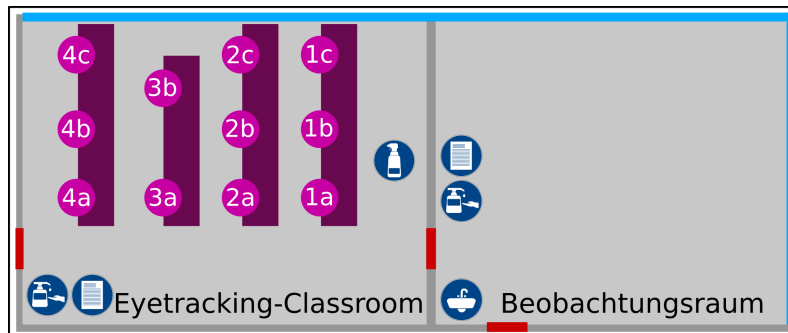 4c
2c
1c
3b
4b
2b
1b
4a
3a
2a
1a
Eyetracking-Classroom
Beobachtungsraum